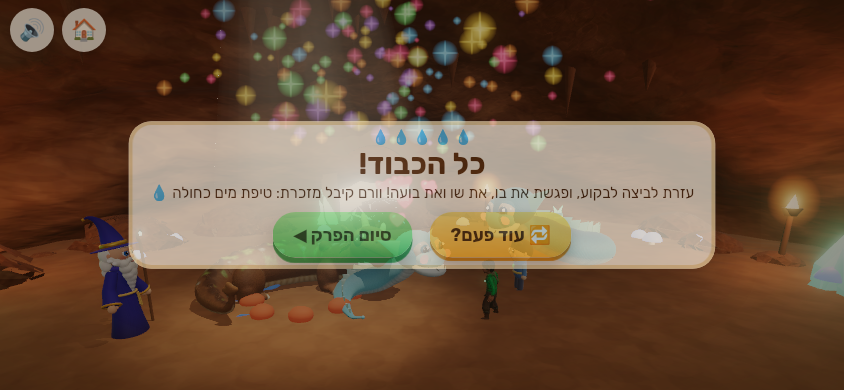 כל הכבוד!
עזרת לביצה לבקוע, ופגשת את בו, את שו ואת בועה! וורם קיבל מזכרת: טיפת מים כחולה 💧
🔁 עוד פעם?
סיום הפרק ◀